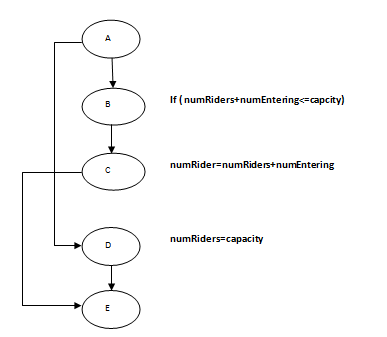 A
B
If ( numRiders+numEntering<=capcity)
C
numRider=numRiders+numEntering
D
numRiders=capacity
E